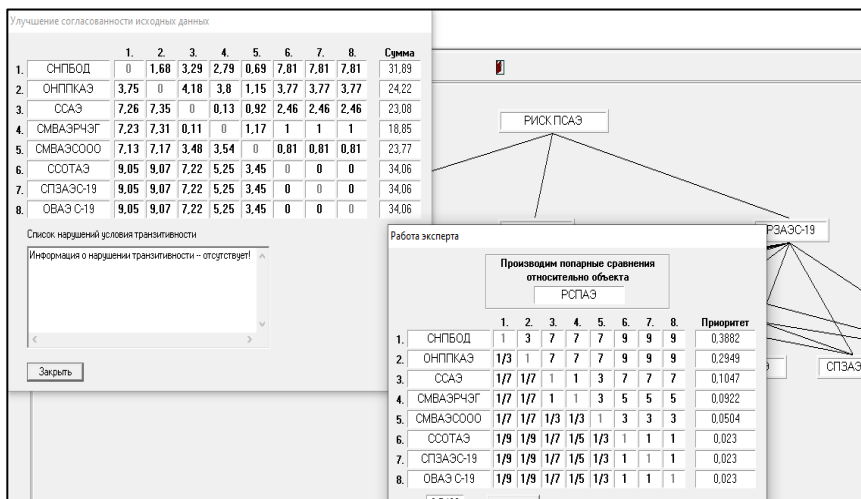 Улучшение согласованности исходных данных
1. 2. 3. 4. 5. 6. 7. 8. Сумма
1. СНПБОД 0 1,68 3,29 2,79 0,69 7,81 7,81 7,81 31,89
2. ОНППКАЭ 3,75 0 4,18 3,8 1,15 3,77 3,77 3,77 24,22
3. ССАЭ 7,26 7,35 0 0,13 0,92 2,46 2,46 2,46 23,08
4. СМВАЭРЧЭГ 7,23 7,31 0,11 0 1,17 1 1 1 18,85
5. СМВАЭСООО 7,13 7,17 3,48 3,54 0 0,81 0,81 0,81 23,77
6. ССОТАЭ 9,05 9,07 7,22 5,25 3,45 0 0 0 34,06
7. СПЗАЭС-19 9,05 9,07 7,22 5,25 3,45 0 0 0 34,06
8. ОВАЭ С-19 9,05 9,07 7,22 5,25 3,45 0 0 0 34,06
Список нарушений условия транзитивности
Информация о нарушении транзитивности -- отсутствует!
Закрыть
РИСК ПСАЭ
РЗАЭС-19
СПЗАЭ
Работа эксперта
Производим попарные сравнения
относительно объекта
РСПАЭ
1. 2. 3. 4. 5. 6. 7. 8. Приоритет
1. СНПБОД 1 3 7 7 7 9 9 9 0,3882
2. ОНППКАЭ 1/3 1 7 7 7 9 9 9 0,2949
3. ССАЭ 1/7 1/7 1 1 3 7 7 7 0,1047
4. СМВАЭРЧЭГ 1/7 1/7 1 1 3 5 5 5 0,0922
5. СМВАЭСООО 1/7 1/7 1/3 1/3 1 3 3 3 0,0504
6. ССОТАЭ 1/9 1/9 1/7 1/5 1/3 1 1 1 0,023
7. СПЗАЭС-19 1/9 1/9 1/7 1/5 1/3 1 1 1 0,023
8. ОВАЭ С-19 1/9 1/9 1/7 1/5 1/3 1 1 1 0,023